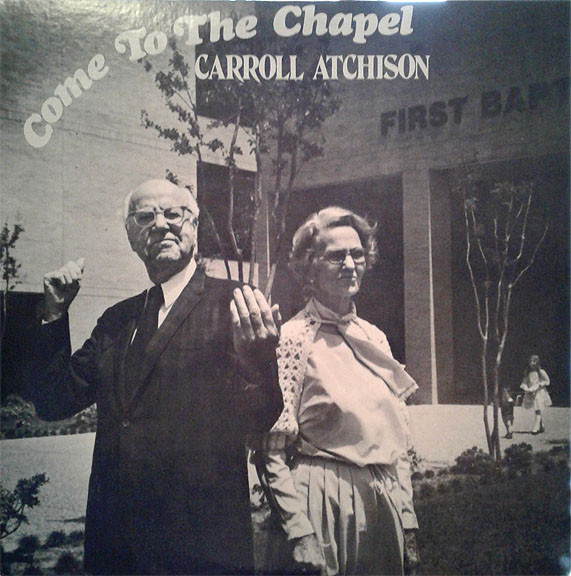 Come To The Chapel
CARROLL ATCHISON
FIRST BAPT